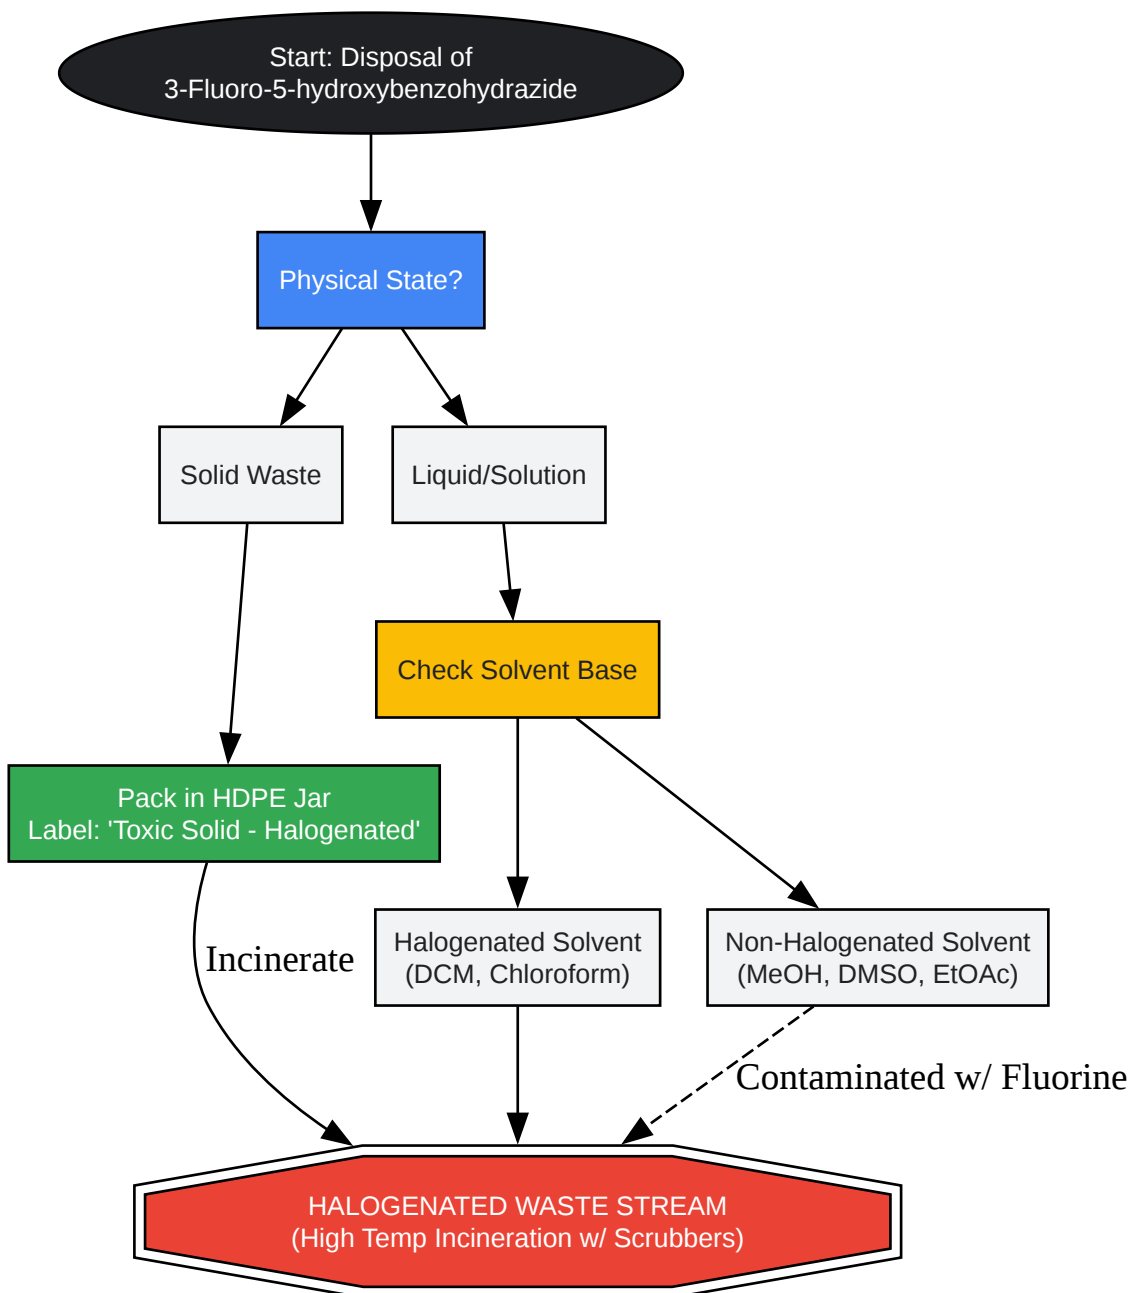 Start: Disposal of
3-Fluoro-5-hydroxybenzohydrazide
Physical State?
Solid Waste
Liquid/Solution
Check Solvent Base
Pack in HDPE Jar
Label: 'Toxic Solid - Halogenated'
Halogenated Solvent
(DCM, Chloroform)
Non-Halogenated Solvent
(MeOH, DMSO, EtOAc)
Incinerate
Contaminated w/ Fluorine
HALOGENATED WASTE STREAM
(High Temp Incineration w/ Scrubbers)